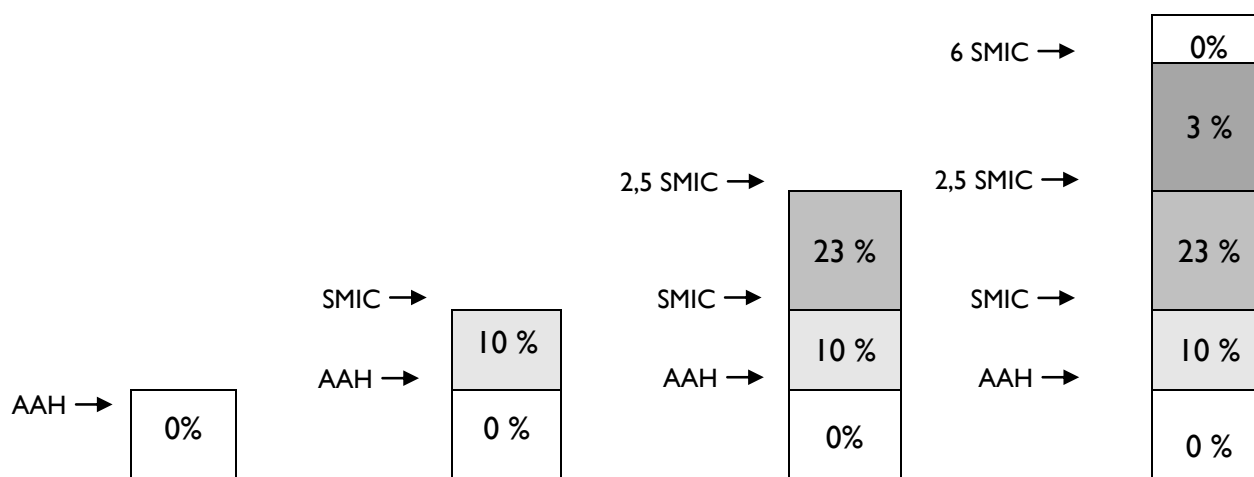 6 SMIC → 0%
3 %
2,5 SMIC → 2,5 SMIC →
23 % 23 %
SMIC → SMIC → SMIC →
10 % 10 % 10 %
AAH → AAH → AAH →
AAH → 0% 0 % 0% 0 %